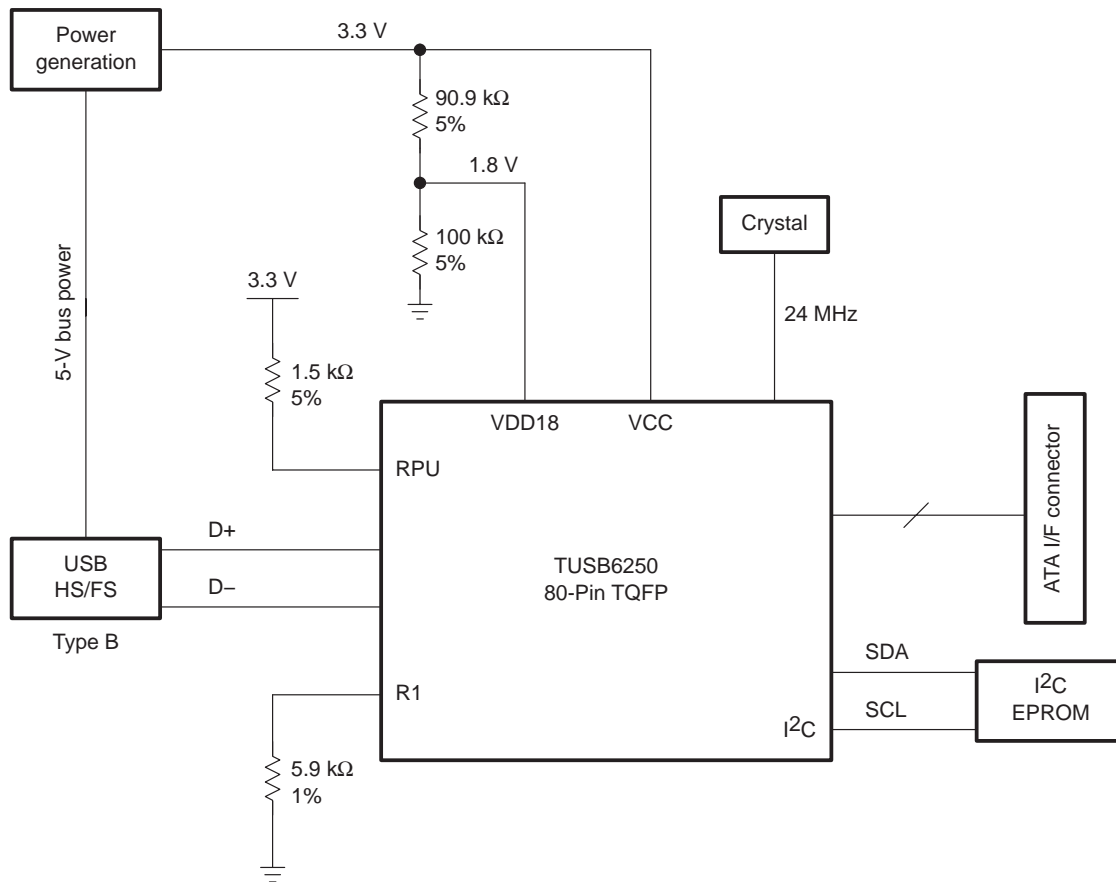 Power
generation
3.3 V
90.9 kΩ
5%
1.8 V
100 kΩ
5%
Crystal
24 MHz
5-V bus power
3.3 V
1.5 kΩ
5%
VDD18
VCC
RPU
ATA I/F connector
USB
HS/FS
Type B
D+
D−
TUSB6250
80-Pin TQFP
R1
5.9 kΩ
1%
SDA
SCL
I²C
I²C
EPROM